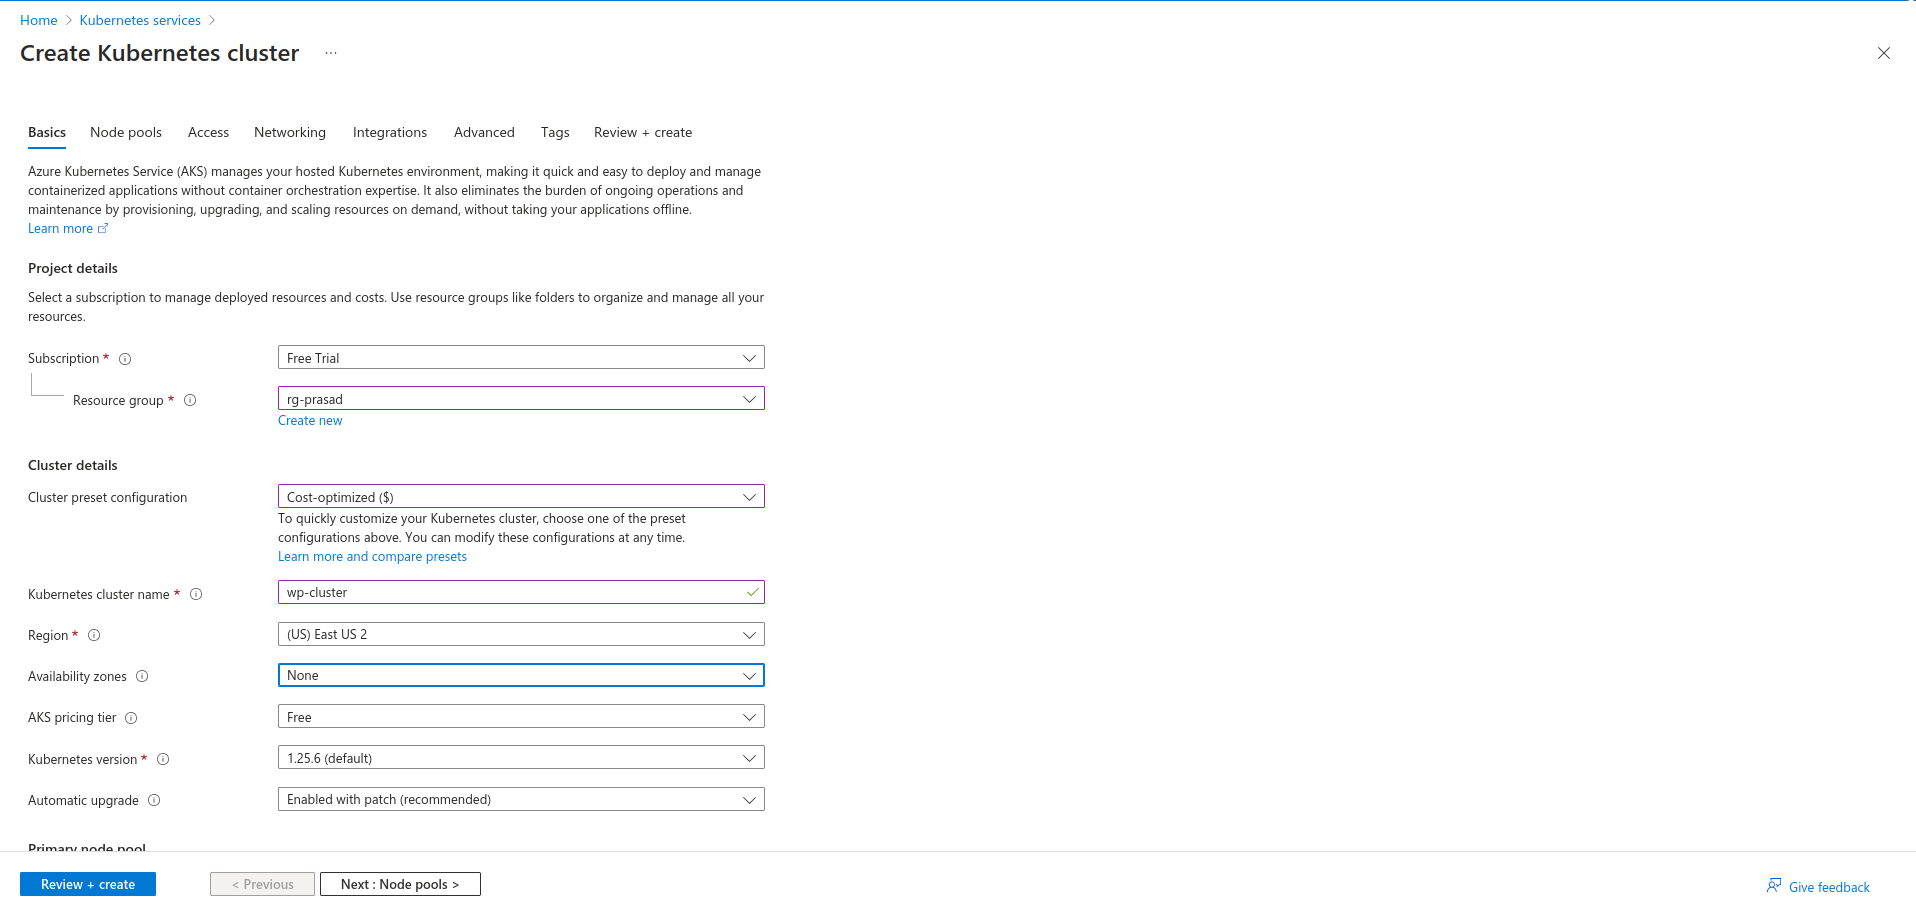 Home > Kubernetes services >
Create Kubernetes cluster ...
Basics Node pools Access Networking Integrations Advanced Tags Review + create
Azure Kubernetes Service (AKS) manages your hosted Kubernetes environment, making it quick and easy to deploy and manage
containerized applications without container orchestration expertise. It also eliminates the burden of ongoing operations and
maintenance by provisioning, upgrading, and scaling resources on demand, without taking your applications offline.
Learn more
Project details
Select a subscription to manage deployed resources and costs. Use resource groups like folders to organize and manage all your
resources.
Subscription * Free Trial
Resource group * rg-prasad
Create new
Cluster details
Cluster preset configuration Cost-optimized ($)
To quickly customize your Kubernetes cluster, choose one of the preset
configurations above. You can modify these configurations at any time.
Learn more and compare presets
Kubernetes cluster name * wp-cluster
Region * (US) East US 2
Availability zones None
AKS pricing tier Free
Kubernetes version * 1.25.6 (default)
Automatic upgrade Enabled with patch (recommended)
Primary node pool
Review + create < Previous Next : Node pools > Give feedback